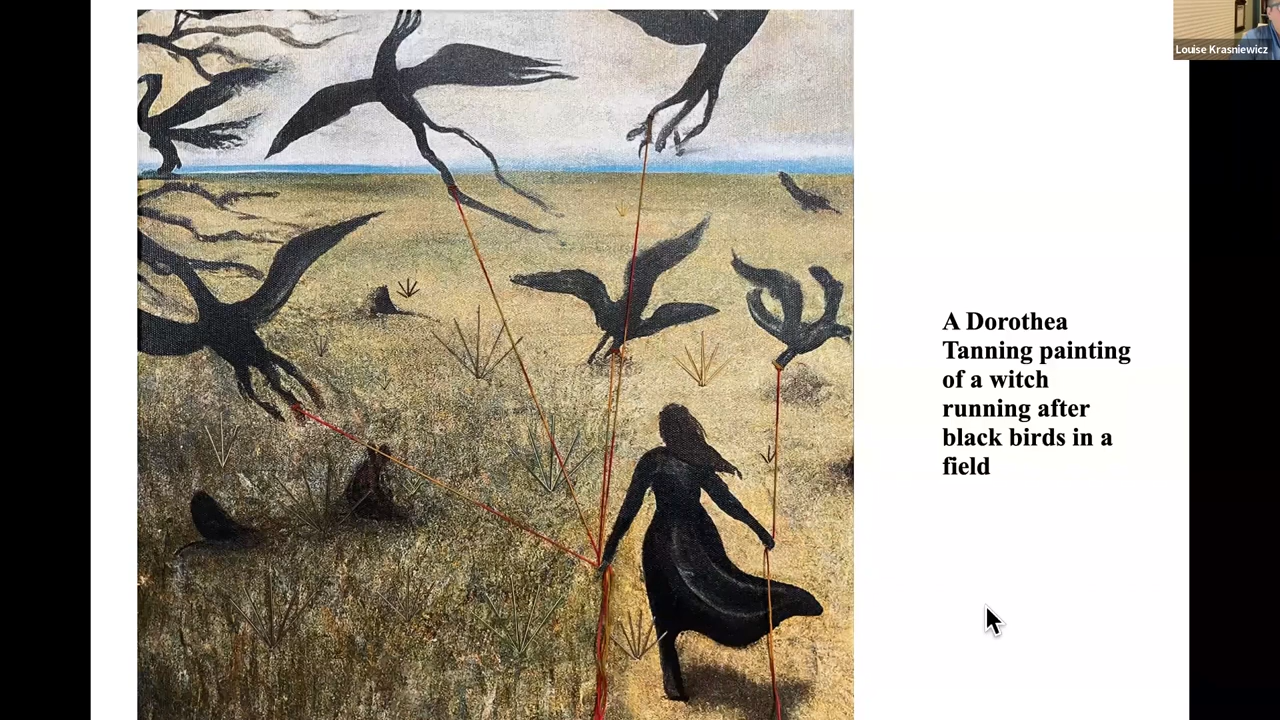 Louise Krasniewicz
A Dorothea
Tanning painting
of a witch
running after
black birds in a
field